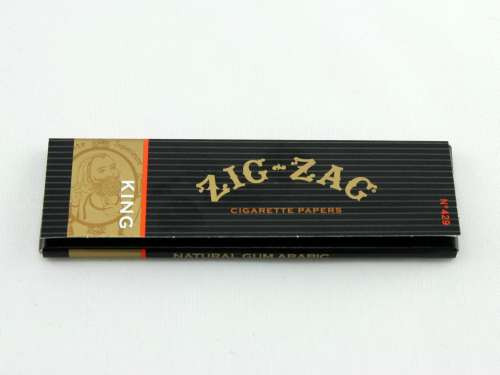 KING
ZIG-ZAG
CIGARETTE PAPERS
Nº429
NATURAL GUM ARABIC